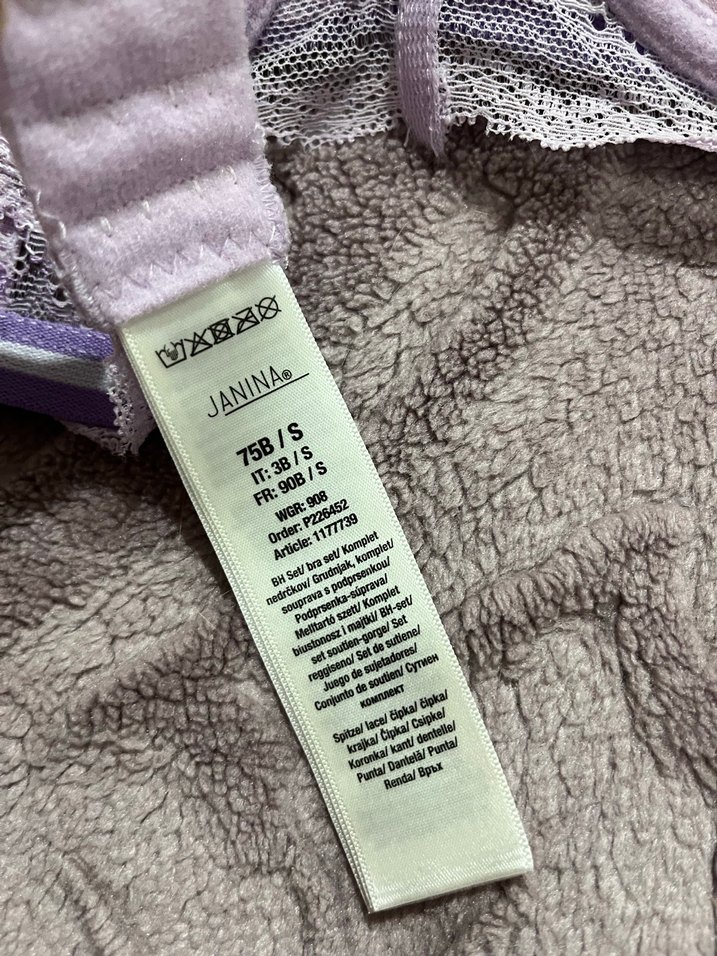 JANINA®
75B / S
IT: 3B / S
FR: 90B / S
WGR: 908
Order: P226452
Article: 1177739
BH Set/ bra set/ Komplet
nedrčkov/ Grudnjak, komplet/
souprava s podprsenkou/
Podprsenka-súprava/
Melltartó szett/ Komplet
biustonosz i majtki/ BH-set/
set soutien-gorge/ Set
reggiseno/ Set de sutiene/
Juego de sujetadores/
Conjunto de soutien/ Сутиен
комплект
Spitze/ lace/ čipka/ čipka/
krajka/ Čipka/ Csipke/
Koronka/ kant/ dentelle/
Punta/ Dantelă/ Punta/
Renda/ Връх